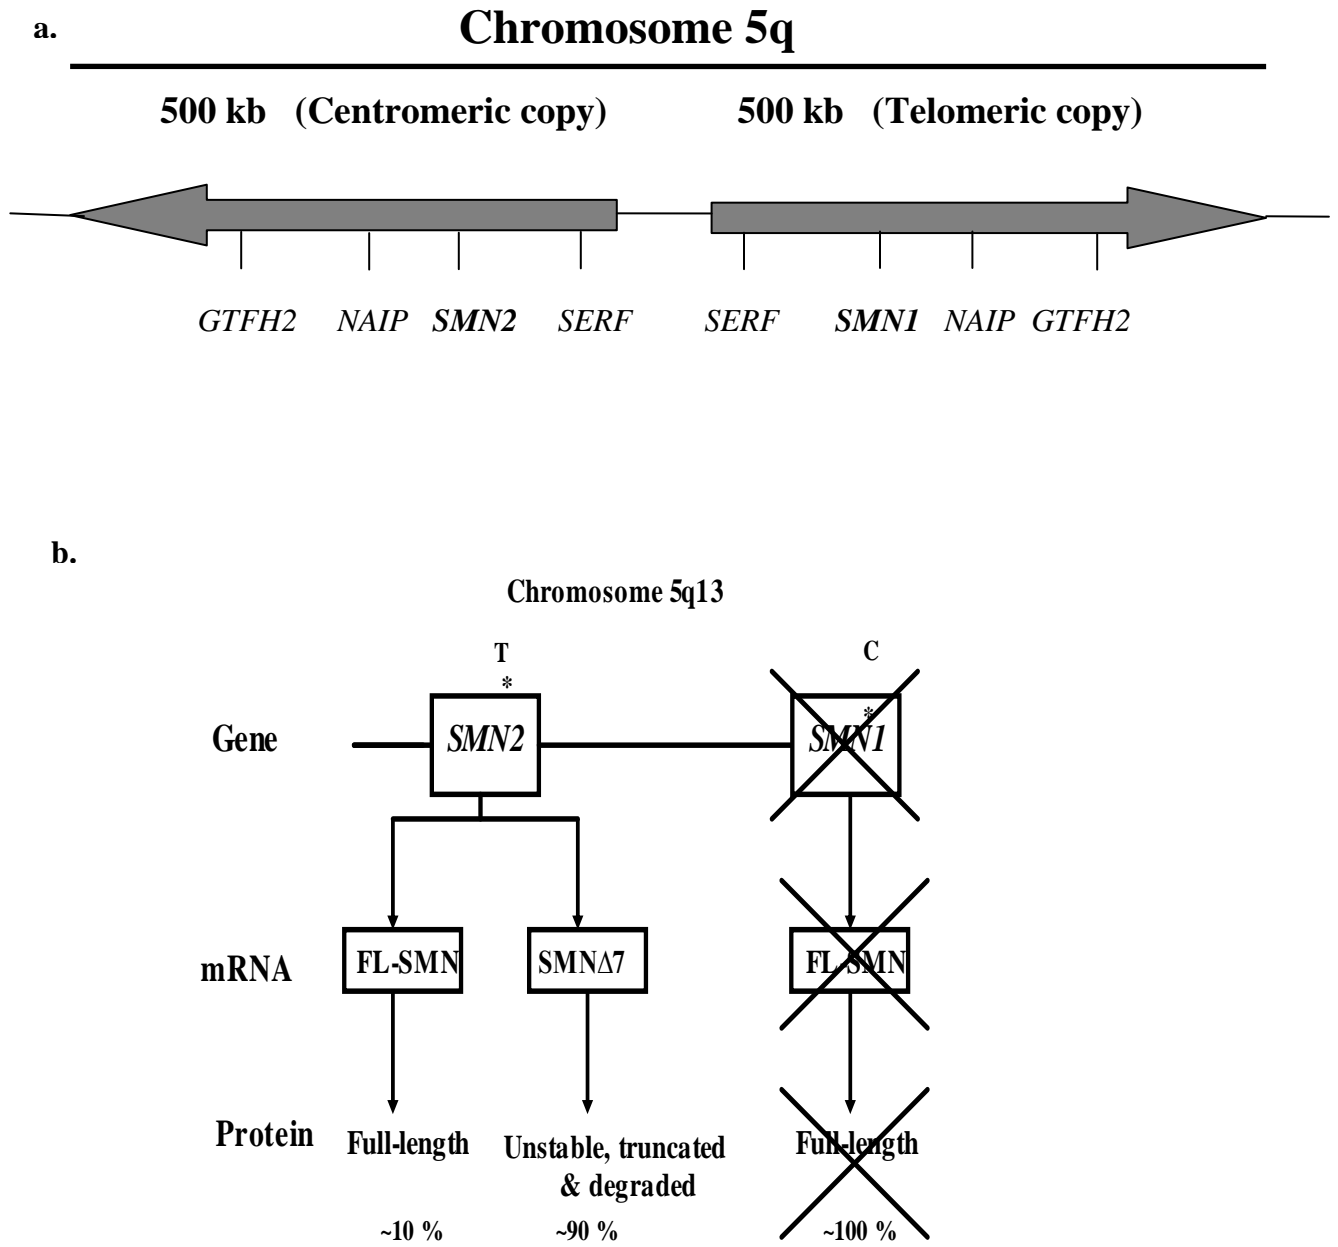 a.
Chromosome 5q
500 kb (Centromeric copy) 500 kb (Telomeric copy)
GTFH2 NAIP SMN2 SERF SERF SMN1 NAIP GTFH2
b.
Chromosome 5q13
T C
* *
Gene SMN2 SMN1
mRNA FL-SMN SMNΔ7 FL-SMN
Protein Full-length Unstable, truncated Full-length
& degraded
~10 % ~90 % ~100 %